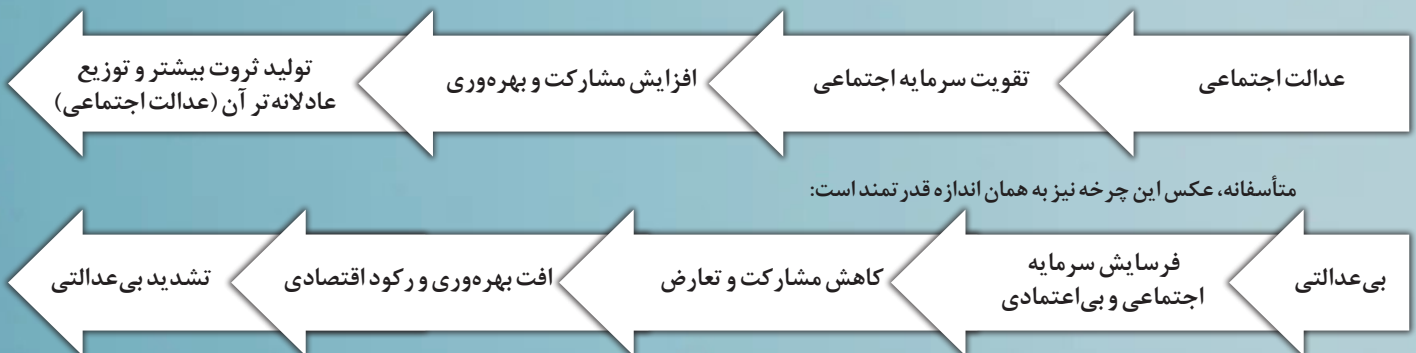 عدالت اجتماعی
تقویت سرمایه اجتماعی
افزایش مشارکت و بهره‌وری
تولید ثروت بیشتر و توزیع
عادلانه‌تر آن (عدالت اجتماعی)
متأسفانه، عکس این چرخه نیز به همان اندازه قدرتمند است:
بی‌عدالتی
فرسایش سرمایه
اجتماعی و بی‌اعتمادی
کاهش مشارکت و تعارض
افت بهره‌وری و رکود اقتصادی
تشدید بی‌عدالتی